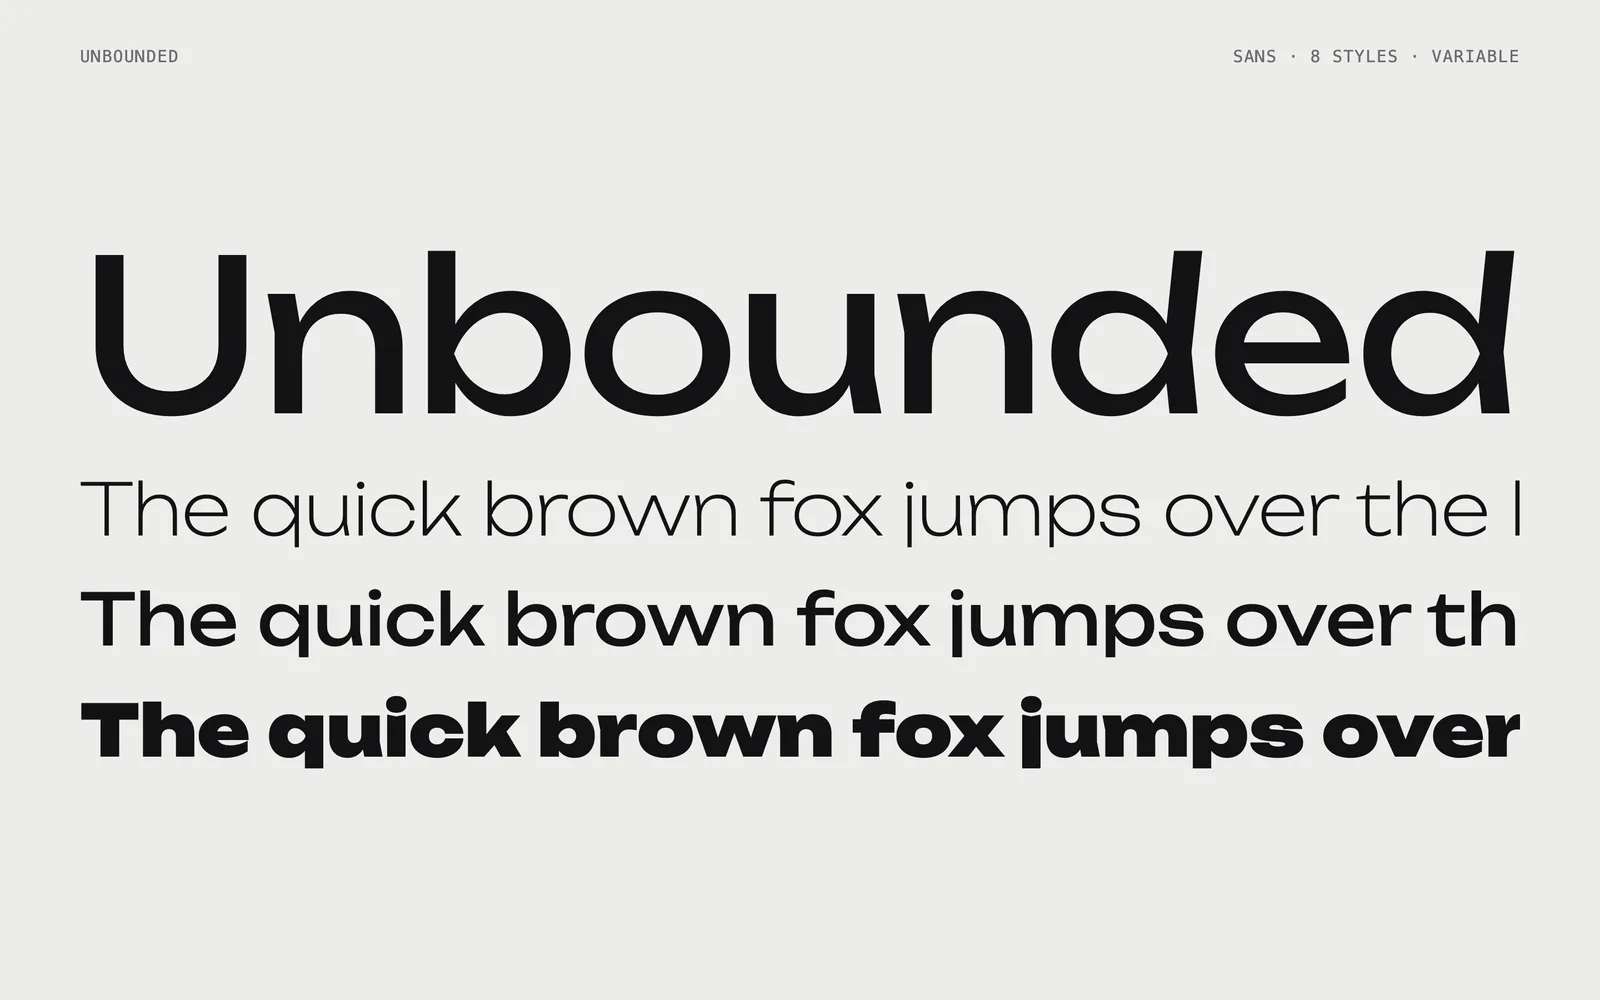 UNBOUNDED
SANS · 8 STYLES · VARIABLE
Unbounded
The quick brown fox jumps over the l
The quick brown fox jumps over th
The quick brown fox jumps over